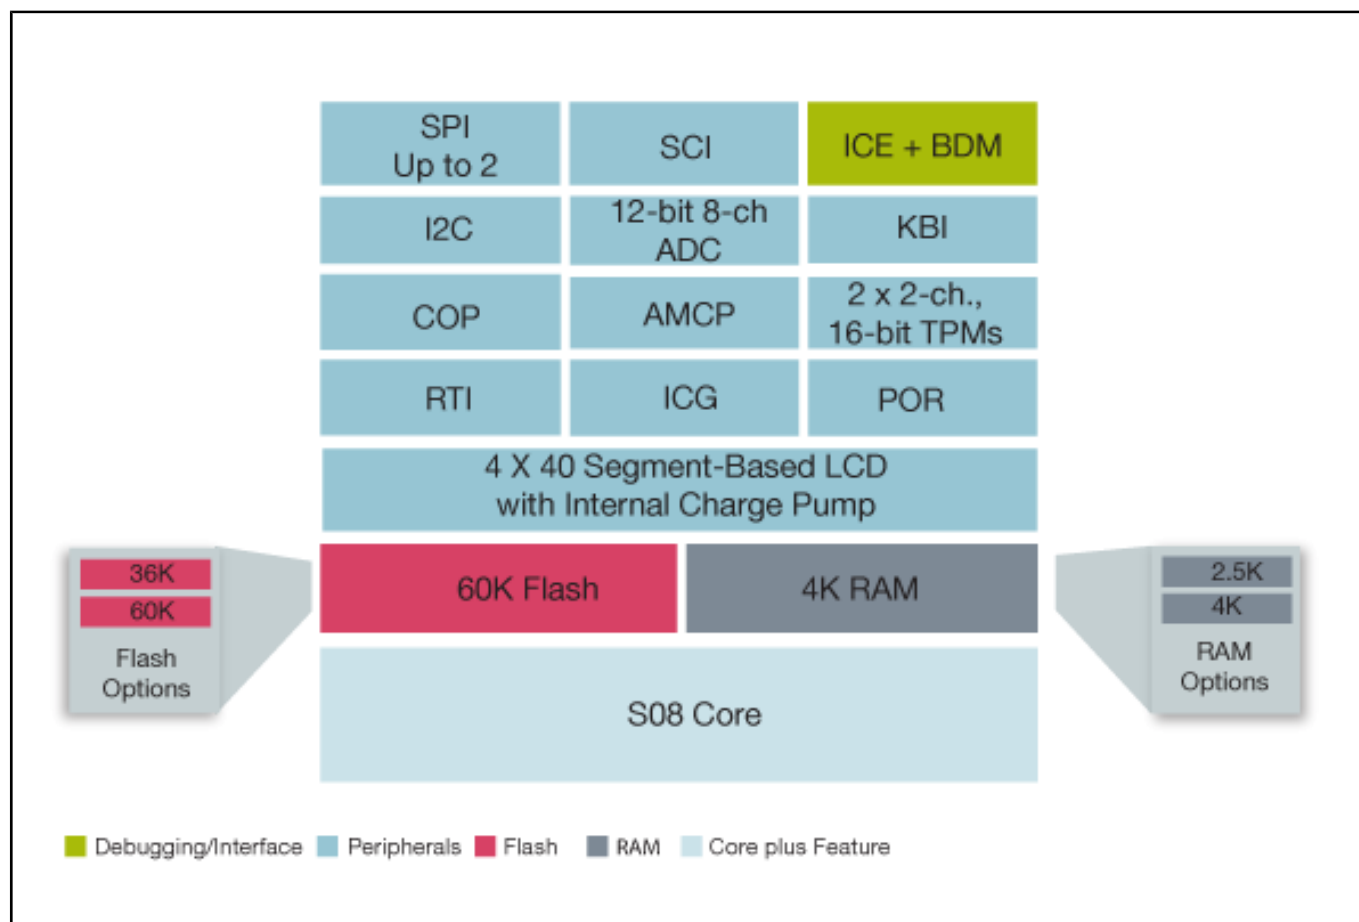 SPI
Up to 2
SCI
ICE + BDM
I2C
12-bit 8-ch
ADC
KBI
COP
AMCP
2 x 2-ch.,
16-bit TPMs
RTI
ICG
POR
4 X 40 Segment-Based LCD
with Internal Charge Pump
36K
60K
Flash
Options
60K Flash
4K RAM
2.5K
4K
RAM
Options
S08 Core
Debugging/Interface
Peripherals
Flash
RAM
Core plus Feature